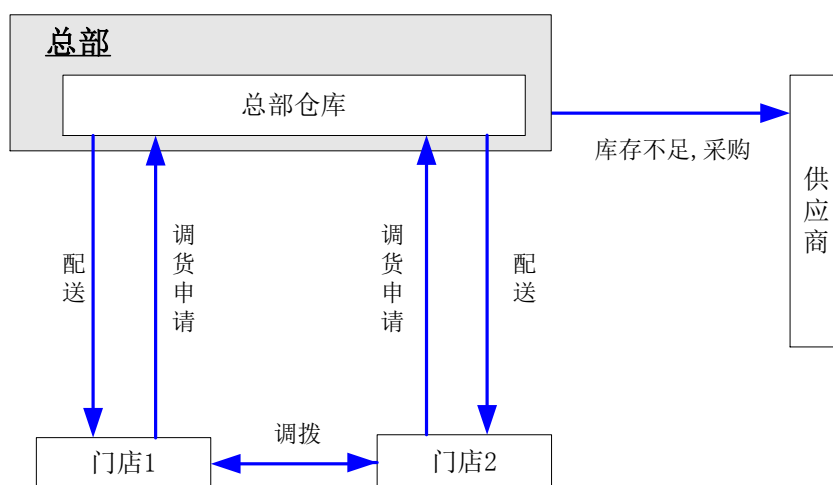 总部
总部仓库
库存不足,采购
供应商
配送
调货申请
调货申请
配送
调拨
门店1
门店2